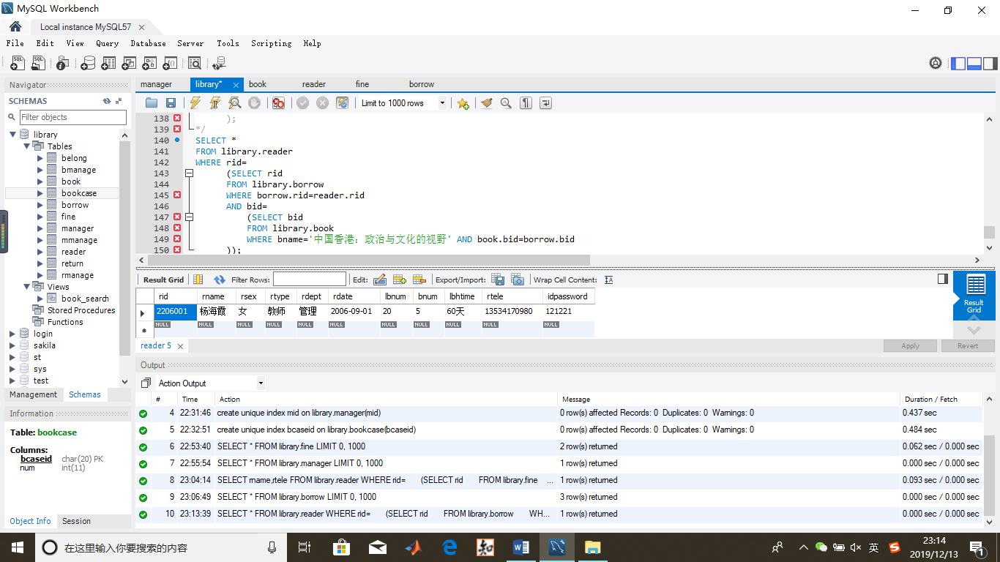 MySQL Workbench
Local instance MySQL57
File Edit View Query Database Server Tools Scripting Help
Navigator
SCHEMAS
Filter objects
library
Tables
belong
bmanage
book
bookcase
borrow
fine
manager
mmanage
reader
return
rmanage
Views
book_search
Stored Procedures
Functions
login
sakila
st
sys
test
Management Schemas
Information
Table: bookcase
Columns:
bcaseid char(20) PK
num int(11)
Object Info Session
manager library* book reader fine borrow
Limit to 1000 rows
138 );
139 */
140 SELECT *
141 FROM library.reader
142 WHERE rid=
143 (SELECT rid
144 FROM library.borrow
145 WHERE borrow.rid=reader.rid
146 AND bid=
147 (SELECT bid
148 FROM library.book
149 WHERE bname='中国香港：政治与文化的视野' AND book.bid=borrow.bid
150 ));
Result Grid Filter Rows: Edit: Export/Import: Wrap Cell Content:
rid rname rsex rtype rdept rdate lbnum bnum lbhtime rtele idpassword
2206001 杨海霞 女 教师 管理 2006-09-01 20 5 60天 13534170980 121221
NULL NULL NULL NULL NULL NULL NULL NULL NULL NULL NULL
Result
Grid
reader 5
Apply Revert
Output
Action Output
# Time Action Message Duration / Fetch
4 22:31:46 create unique index mid on library.manager(mid) 0 row(s) affected Records: 0 Duplicates: 0 Warnings: 0 0.437 sec
5 22:32:51 create unique index bcaseid on library.bookcase(bcaseid) 0 row(s) affected Records: 0 Duplicates: 0 Warnings: 0 0.484 sec
6 22:53:40 SELECT * FROM library.fine LIMIT 0, 1000 2 row(s) returned 0.062 sec / 0.000 sec
7 22:55:54 SELECT * FROM library.manager LIMIT 0, 1000 1 row(s) returned 0.000 sec / 0.000 sec
8 23:04:14 SELECT rname,rtele FROM library.reader WHERE rid= (SELECT rid FROM library.fine ... 1 row(s) returned 0.093 sec / 0.000 sec
9 23:06:49 SELECT * FROM library.borrow LIMIT 0, 1000 3 row(s) returned 0.000 sec / 0.000 sec
10 23:13:39 SELECT * FROM library.reader WHERE rid= (SELECT rid FROM library.borrow WH... 1 row(s) returned 0.000 sec / 0.000 sec
在这里输入你要搜索的内容
英
23:14
2019/12/13
1